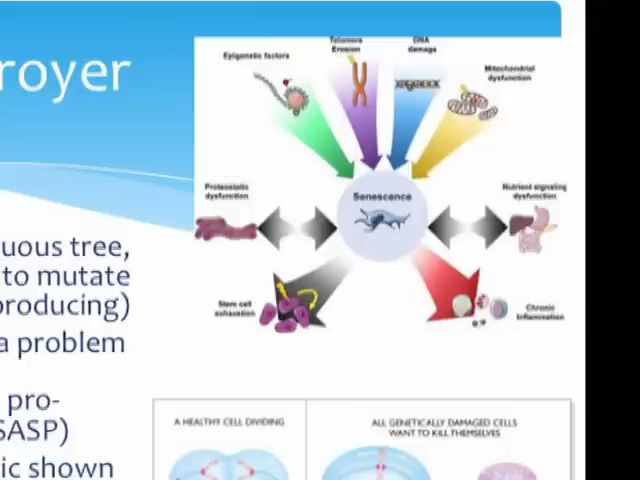 royer
Epigenetic factors
Telomere
Erosion
DNA
damage
Mitochondrial
dysfunction
Senescence
Proteostatic
dysfunction
Nutrient signaling
dysfunction
Stem cell
exhaustion
Chronic
Inflammation
uous tree,
to mutate
producing)
a problem
pro-
SASP)
ic shown
A HEALTHY CELL DIVIDING
ALL GENETICALLY DAMAGED CELLS
WANT TO KILL THEMSELVES